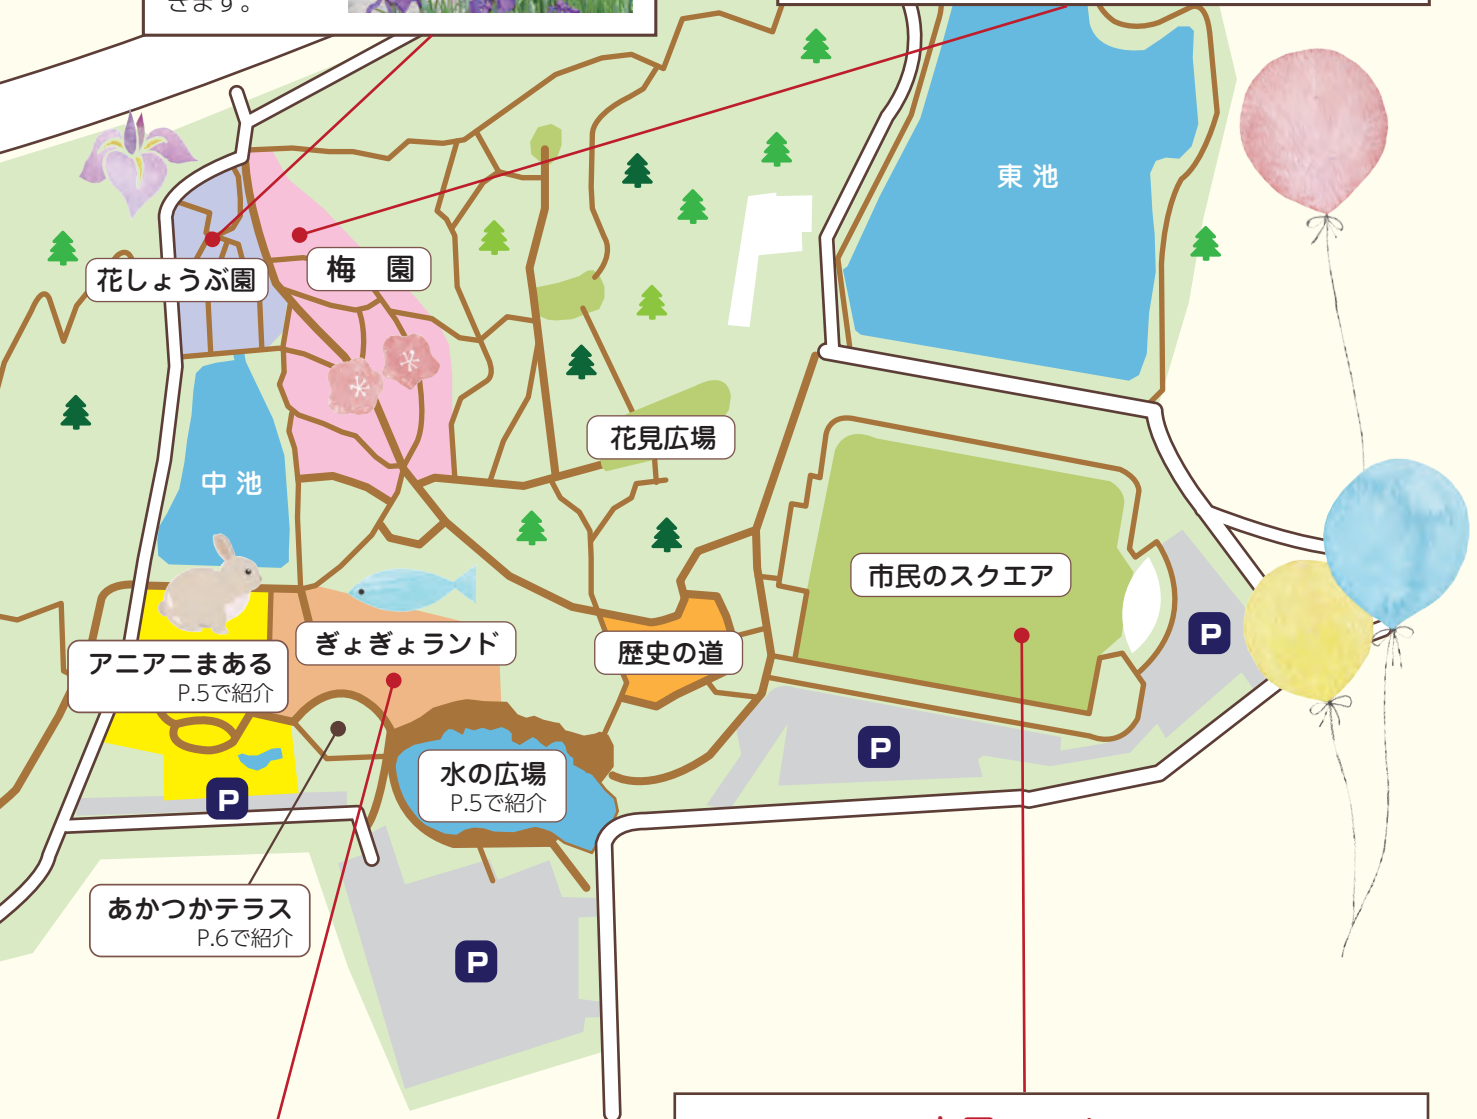 きます。
東池
花しょうぶ園
梅　園
花見広場
中池
市民のスクエア
ぎょぎょランド
歴史の道
アニアニまある
P.5で紹介
P
P
水の広場
P.5で紹介
P
あかつかテラス
P.6で紹介
P